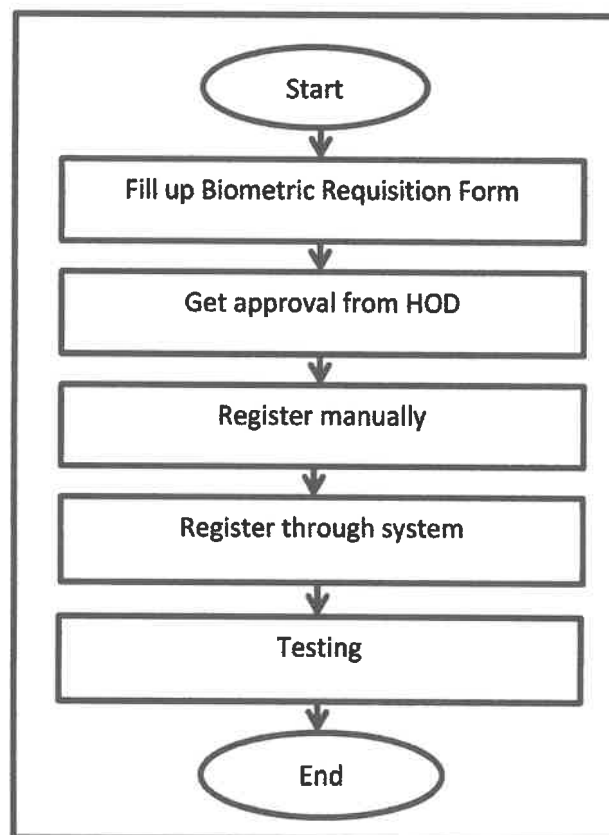 Start
Fill up Biometric Requisition Form
Get approval from HOD
Register manually
Register through system
Testing
End